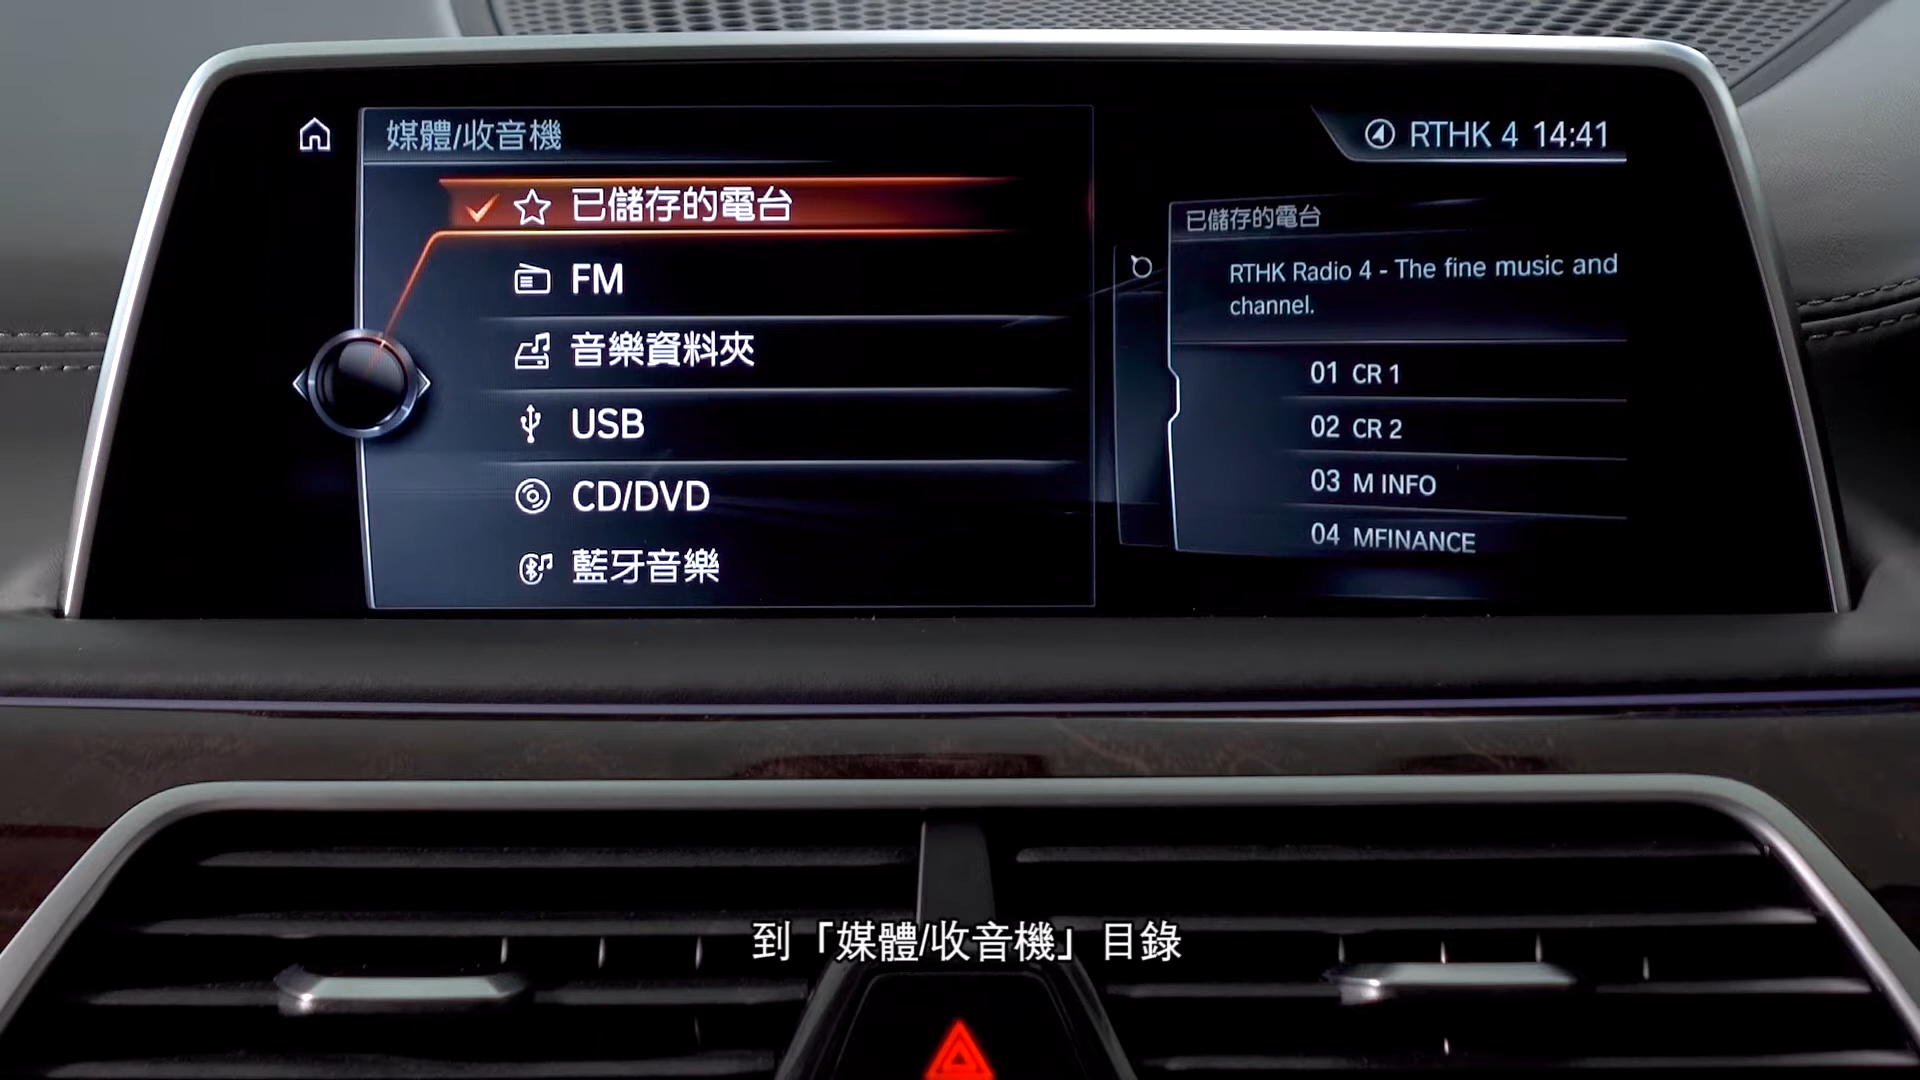 媒體/收音機
RTHK 4 14:41
已儲存的電台
FM
音樂資料夾
USB
CD/DVD
藍牙音樂
已儲存的電台
RTHK Radio 4 - The fine music and
channel.
01 CR 1
02 CR 2
03 M INFO
04 MFINANCE
到「媒體/收音機」目錄